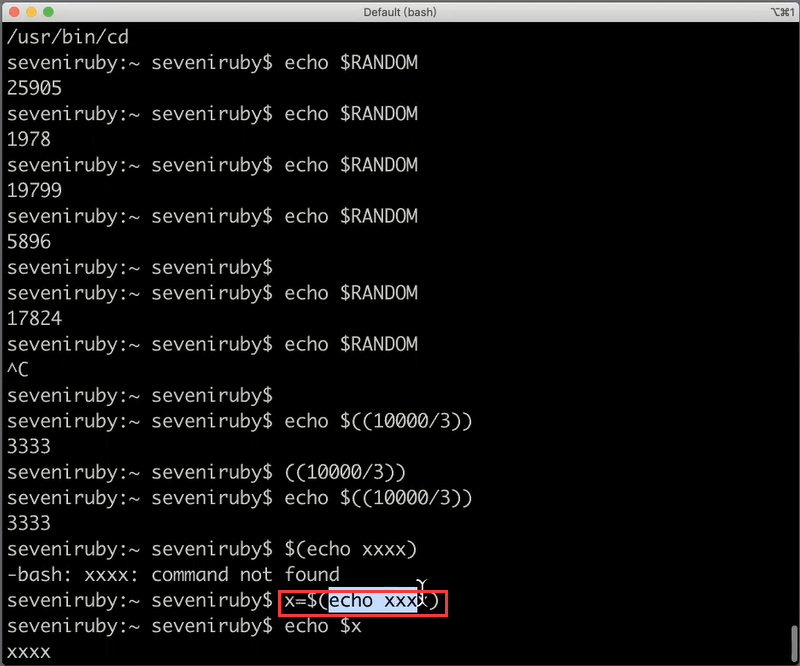 Default (bash)
⌥⌘1
/usr/bin/cd
seveniruby:~ seveniruby$ echo $RANDOM
25905
seveniruby:~ seveniruby$ echo $RANDOM
1978
seveniruby:~ seveniruby$ echo $RANDOM
19799
seveniruby:~ seveniruby$ echo $RANDOM
5896
seveniruby:~ seveniruby$
seveniruby:~ seveniruby$ echo $RANDOM
17824
seveniruby:~ seveniruby$ echo $RANDOM
^C
seveniruby:~ seveniruby$
seveniruby:~ seveniruby$ echo $((10000/3))
3333
seveniruby:~ seveniruby$ ((10000/3))
seveniruby:~ seveniruby$ echo $((10000/3))
3333
seveniruby:~ seveniruby$ $(echo xxxx)
-bash: xxxx: command not found
seveniruby:~ seveniruby$ x=$(echo xxxx)
seveniruby:~ seveniruby$ echo $x
xxxx